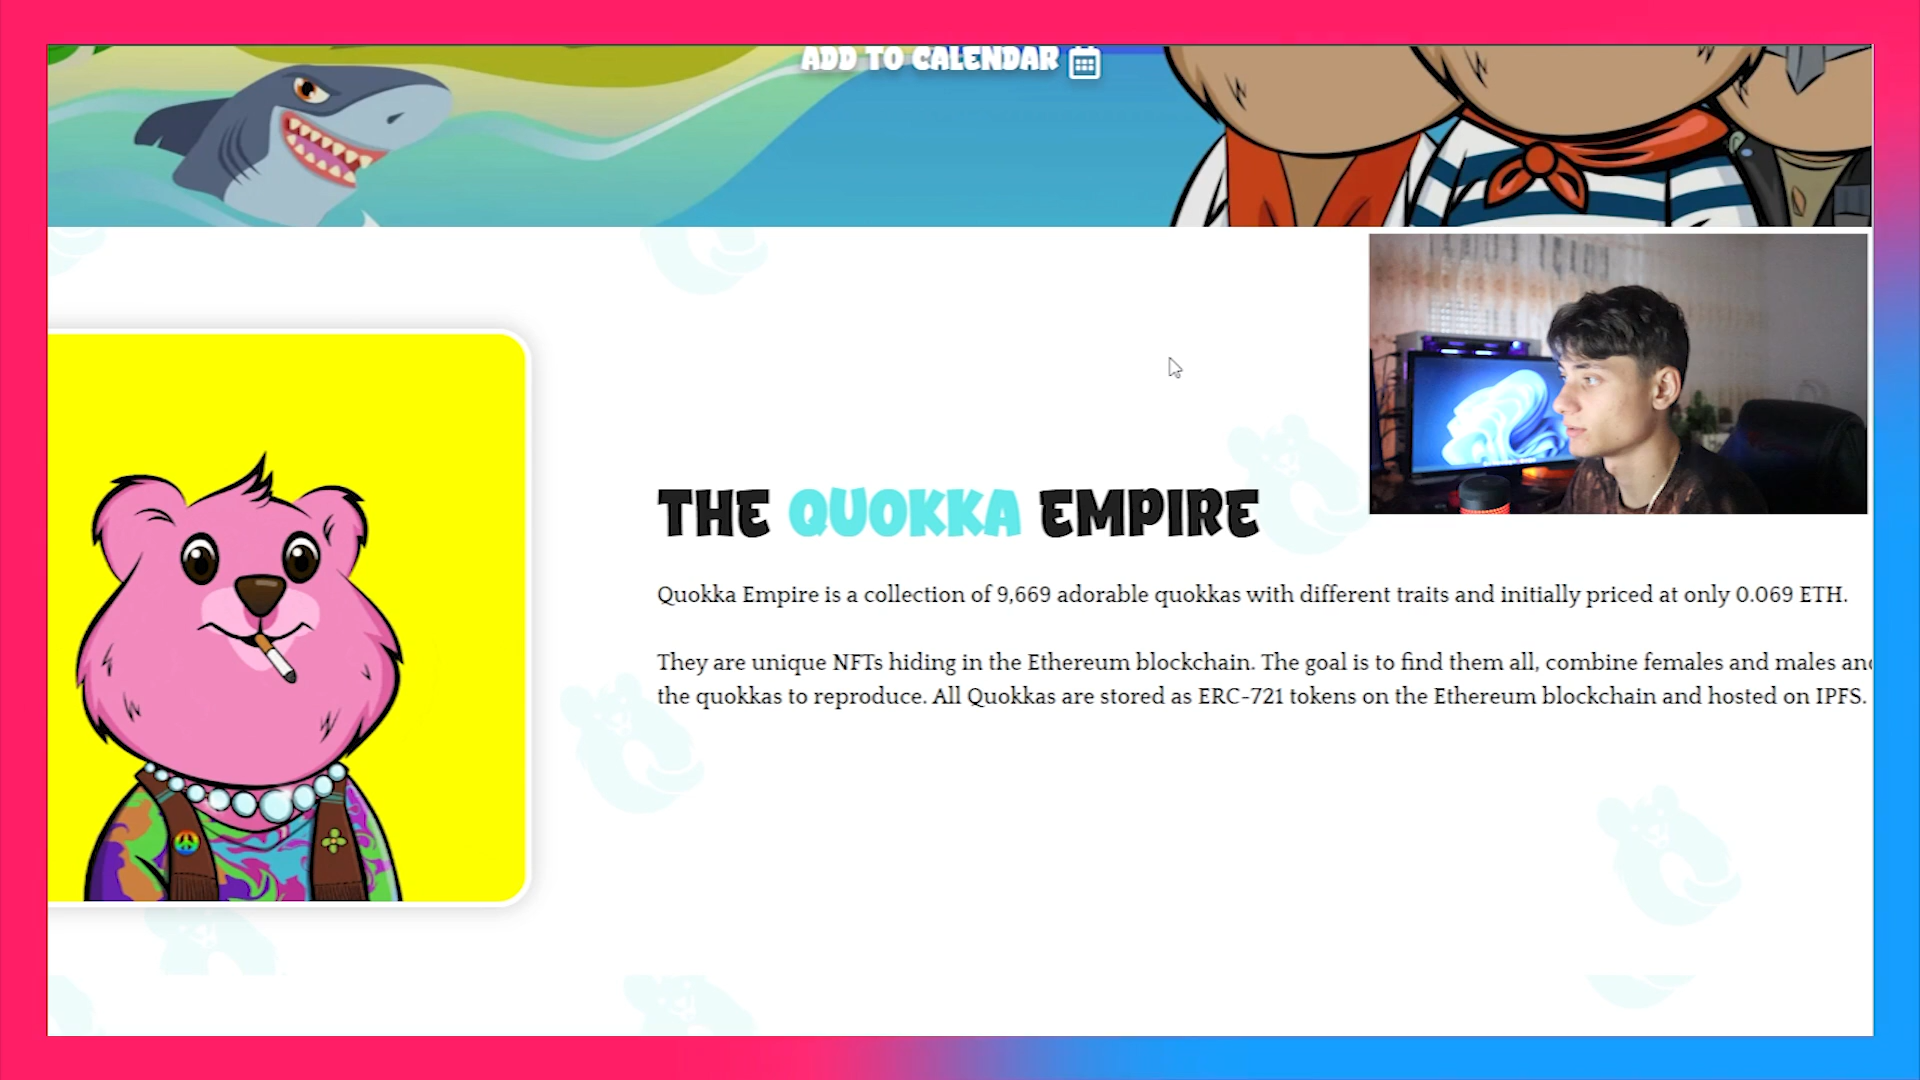 ADD TO CALENDAR
THE QUOKKA EMPIRE
Quokka Empire is a collection of 9,669 adorable quokkas with different traits and initially priced at only 0.069 ETH.
They are unique NFTs hiding in the Ethereum blockchain. The goal is to find them all, combine females and males and
the quokkas to reproduce. All Quokkas are stored as ERC-721 tokens on the Ethereum blockchain and hosted on IPFS.